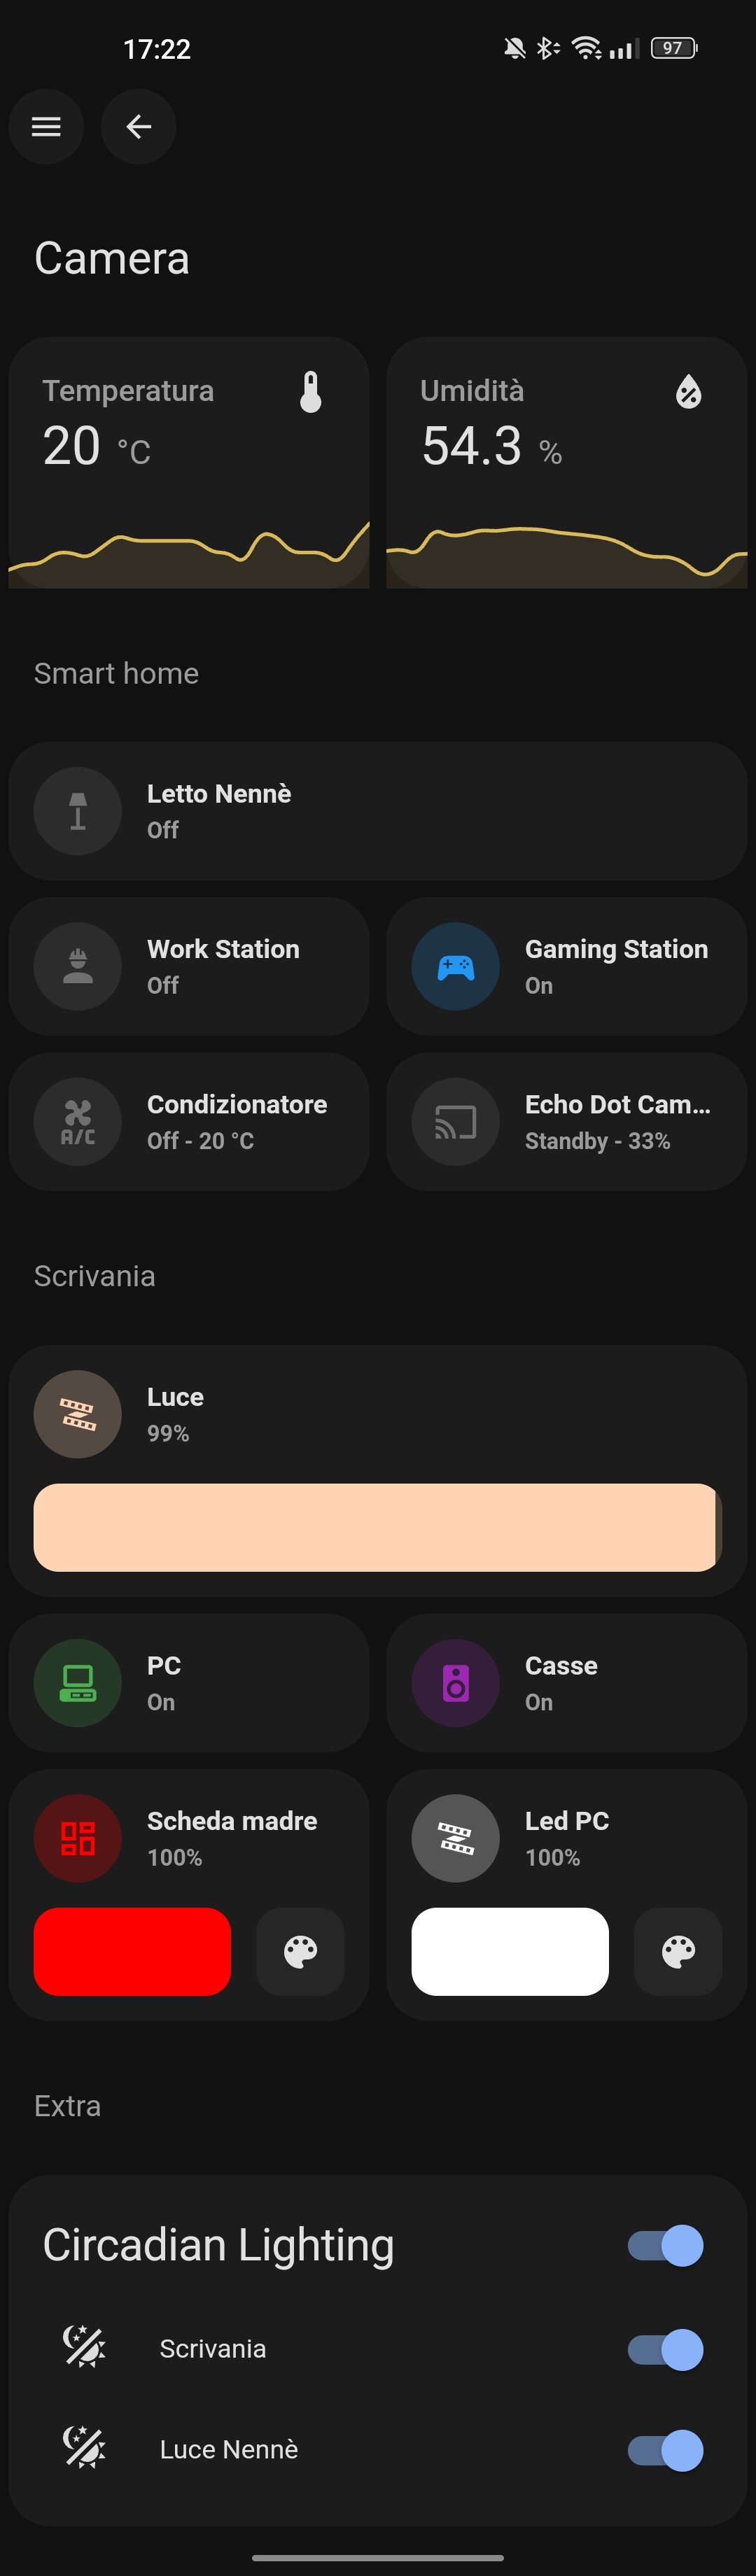 17:22
97
Camera
Temperatura
20 °C
Umidità
54.3 %
Smart home
Letto Nennè
Off
Work Station
Off
Gaming Station
On
A/C
Condizionatore
Off - 20 °C
Echo Dot Cam...
Standby - 33%
Scrivania
Luce
99%
PC
On
Casse
On
Scheda madre
100%
Led PC
100%
Extra
Circadian Lighting
Scrivania
Luce Nennè